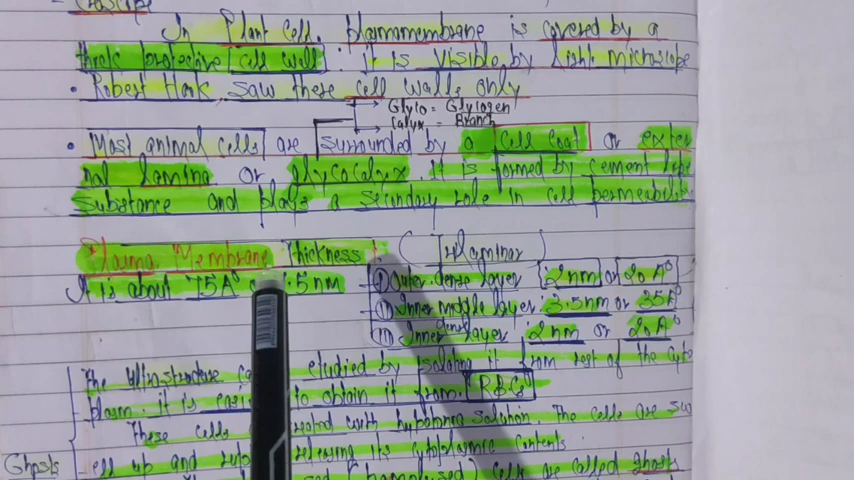 In Plant Cell, plasmamembrane is covered by a
thick protective cell wall it is visible by light microscope
• Robert Hook saw these cell walls only
Glyco = Glycogen
Calyx = Branch
• Most animal cells are surrounded by a cell coat or exter
nal lamina or glycocalyx. it is formed by cement like
Substance and plays a Secondary role in cell permeabili
Plasma Membrane Thickness : (Trilaminar)
It is about 75A° .5nm
(i) Outer dense layer 2nm or 20A°
(ii) Inner middle layer 3.5nm or 35A°
(iii) Inner dense layer 2nm or 20A°
The Ultrastructure studied by isolating it from rest of the cyto
plasm. it is to obtain it from R.B.Cs
These cells treated with hypotonic solution. The cells are sw
Ghosts ell up and releasing its cytoplasmic contents.
cells are called ghosts